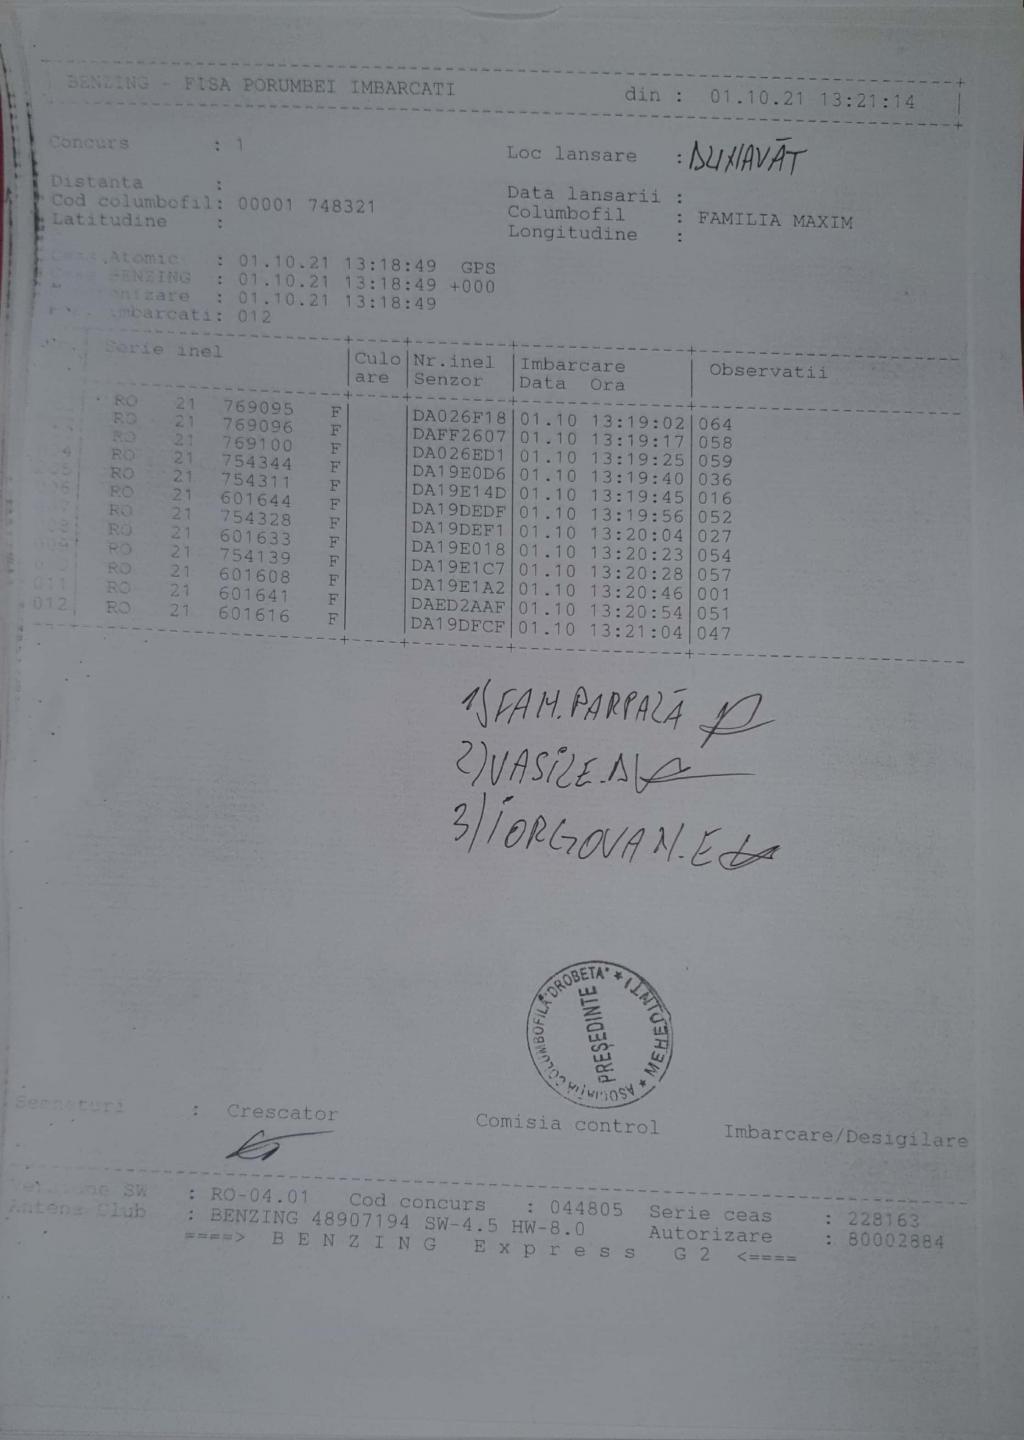 BENZING - FISA PORUMBEI IMBARCATI din : 01.10.21 13:21:14
Concurs : 1 Loc lansare : DUNAVĂT
Distanta : Data lansarii :
Cod columbofil: 00001 748321 Columbofil : FAMILIA MAXIM
Latitudine : Longitudine :
Atomic : 01.10.21 13:18:49 GPS
BENZING : 01.10.21 13:18:49 +000
: 01.10.21 13:18:49
imbarcati: 012
Serie inel Culo Nr.inel Imbarcare Observatii
are Senzor Data Ora
RO 21 769095 F DA026F18 01.10 13:19:02 064
RO 21 769096 F DAFF2607 01.10 13:19:17 058
RO 21 769100 F DA026ED1 01.10 13:19:25 059
RO 21 754344 F DA19E0D6 01.10 13:19:40 036
RO 21 754311 F DA19E14D 01.10 13:19:45 016
RO 21 601644 F DA19DEDF 01.10 13:19:56 052
RO 21 754328 F DA19DEF1 01.10 13:20:04 027
RO 21 601633 F DA19E018 01.10 13:20:23 054
RO 21 754139 F DA19E1C7 01.10 13:20:28 057
RO 21 601608 F DA19E1A2 01.10 13:20:46 001
011 RO 21 601641 F DAED2AAF 01.10 13:20:54 051
012 RO 21 601616 F DA19DFCF 01.10 13:21:04 047
1) FAM. PARPALĂ
2) VASILE.D
3) IORGOVAN.E
ASOCIAȚIA COLUMBOFILĂ "DROBETA" * MEHEDINȚI *
PREȘEDINTE
Semnaturi : Crescator Comisia control Imbarcare/Desigilare
Versiune SW : RO-04.01 Cod concurs : 044805 Serie ceas : 228163
Antena Club : BENZING 48907194 SW-4.5 HW-8.0 Autorizare : 80002884
====> B E N Z I N G E x p r e s s G 2 <====